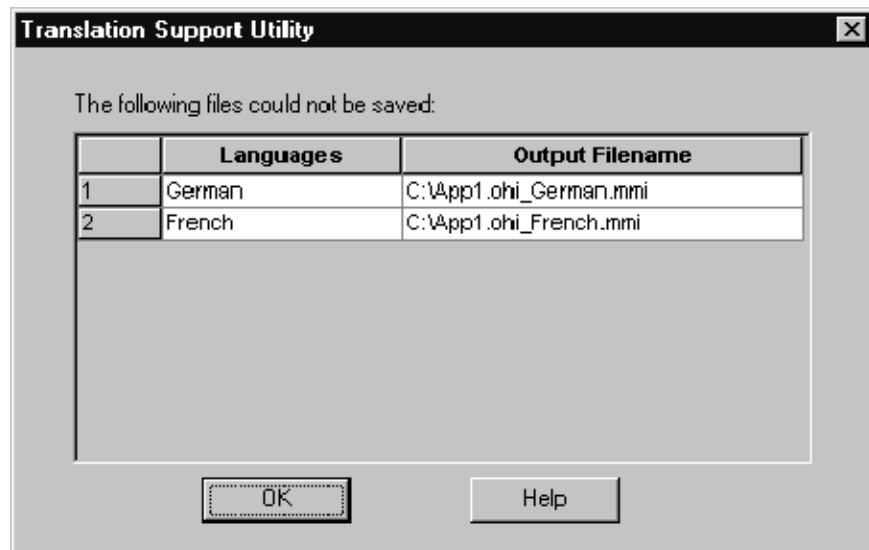 Translation Support Utility
The following files could not be saved:
Languages Output Filename
1 German C:\App1.ohi_German.mmi
2 French C:\App1.ohi_French.mmi
OK Help